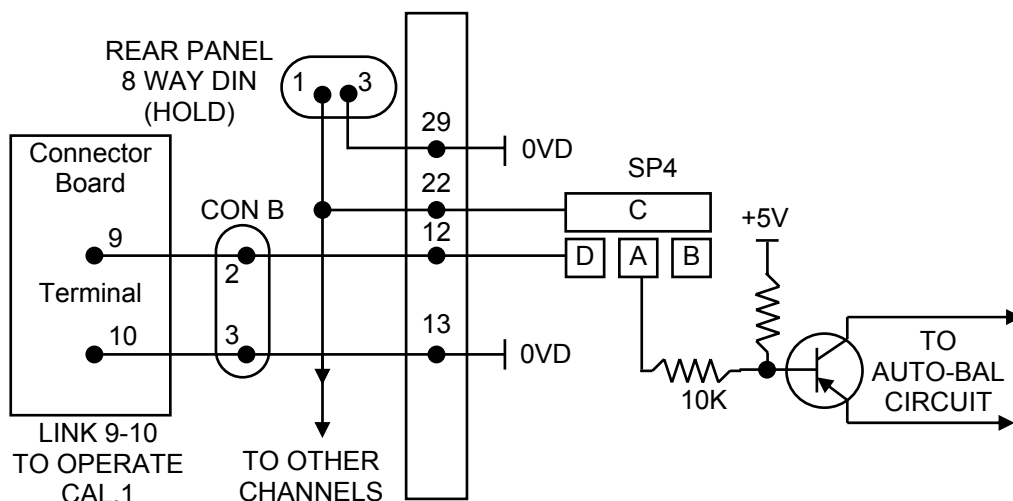 REAR PANEL
8 WAY DIN
(HOLD)
1
3
29
0VD
22
SP4
C
+5V
Connector
Board
CON B
12
9
2
D
A
B
Terminal
10
3
13
0VD
10K
TO
AUTO-BAL
CIRCUIT
LINK 9-10
TO OPERATE
CAL.1
TO OTHER
CHANNELS